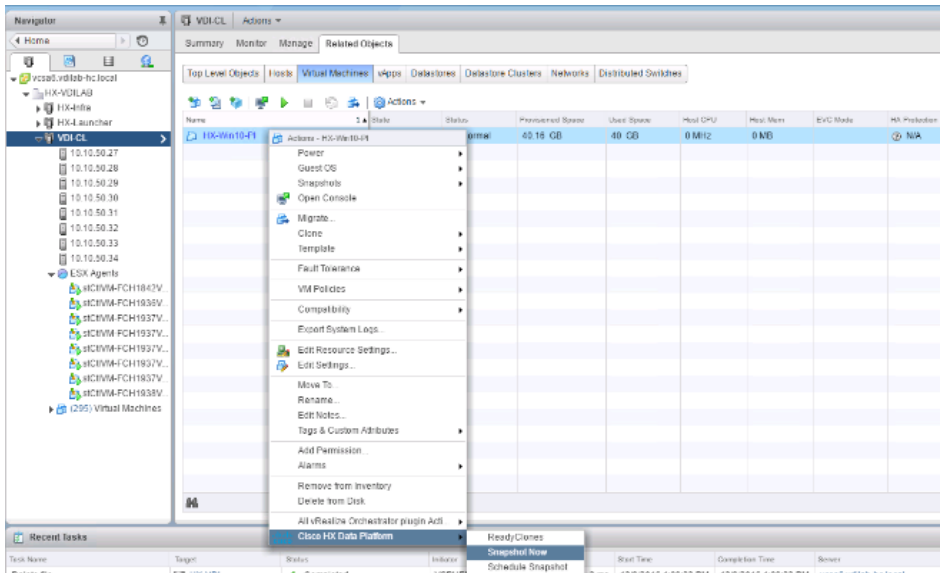 Navigator
VDI-CL Actions
Home
Summary Monitor Manage Related Objects
Top Level Objects Hosts Virtual Machines vApps Datastores Datastore Clusters Networks Distributed Switches
vcsa6.vdilab-hc.local
HX-VDILAB
HX-Infra
HX-Launcher
VDI-CL
10.10.50.27
10.10.50.28
10.10.50.29
10.10.50.30
10.10.50.31
10.10.50.32
10.10.50.33
10.10.50.34
ESX Agents
stCtlVM-FCH1842V...
stCtlVM-FCH1936V...
stCtlVM-FCH1937V...
stCtlVM-FCH1937V...
stCtlVM-FCH1937V...
stCtlVM-FCH1937V...
stCtlVM-FCH1937V...
stCtlVM-FCH1938V...
(295) Virtual Machines
Actions
Name 1 State Status Provisioned Space Used Space Host CPU Host Mem EVC Mode HA Protection
HX-Win10-Pl ormal 40.16 GB 40 GB 0 MHz 0 MB N/A
Actions - HX-Win10-Pl
Power
Guest OS
Snapshots
Open Console
Migrate...
Clone
Template
Fault Tolerance
VM Policies
Compatibility
Export System Logs...
Edit Resource Settings...
Edit Settings...
Move To...
Rename...
Edit Notes...
Tags & Custom Attributes
Add Permission...
Alarms
Remove from Inventory
Delete from Disk
All vRealize Orchestrator plugin Acti...
Cisco HX Data Platform
ReadyClones
Snapshot Now
Schedule Snapshot
Recent Tasks
Task Name Target Status Initiator Start Time Completion Time Server